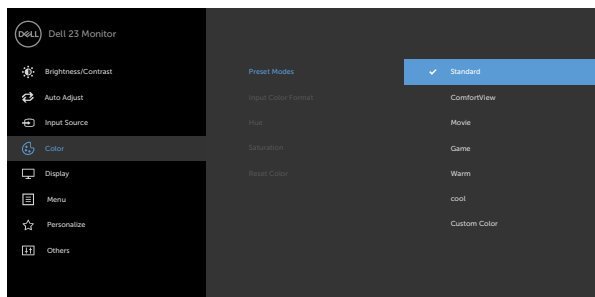 DELL Dell 23 Monitor
Brightness/Contrast
Auto Adjust
Input Source
Color
Display
Menu
Personalize
Others
Preset Modes
Input Color Format
Hue
Saturation
Reset Color
Standard
ComfortView
Movie
Game
Warm
cool
Custom Color